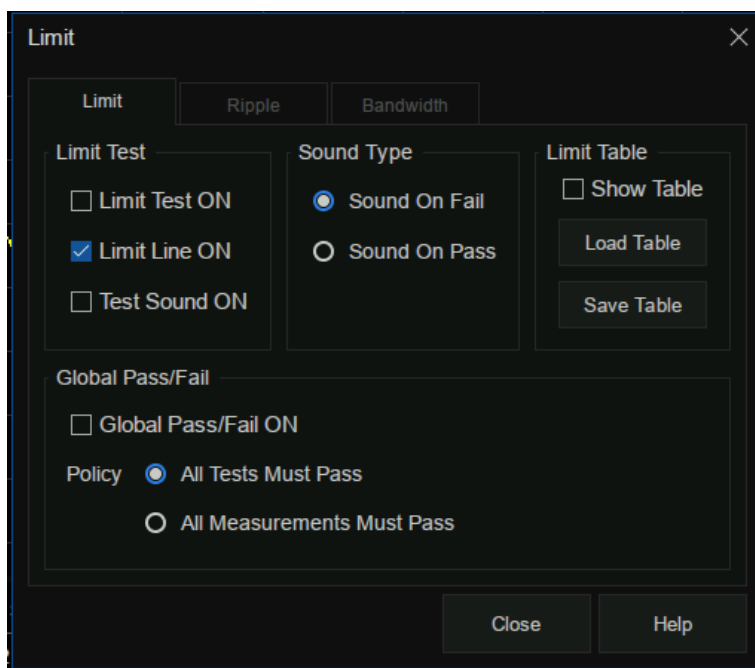 Limit
Limit Ripple Bandwidth
Limit Test Sound Type Limit Table
Limit Test ON Sound On Fail Show Table
Limit Line ON Sound On Pass Load Table
Test Sound ON Save Table
Global Pass/Fail
Global Pass/Fail ON
Policy All Tests Must Pass
All Measurements Must Pass
Close Help